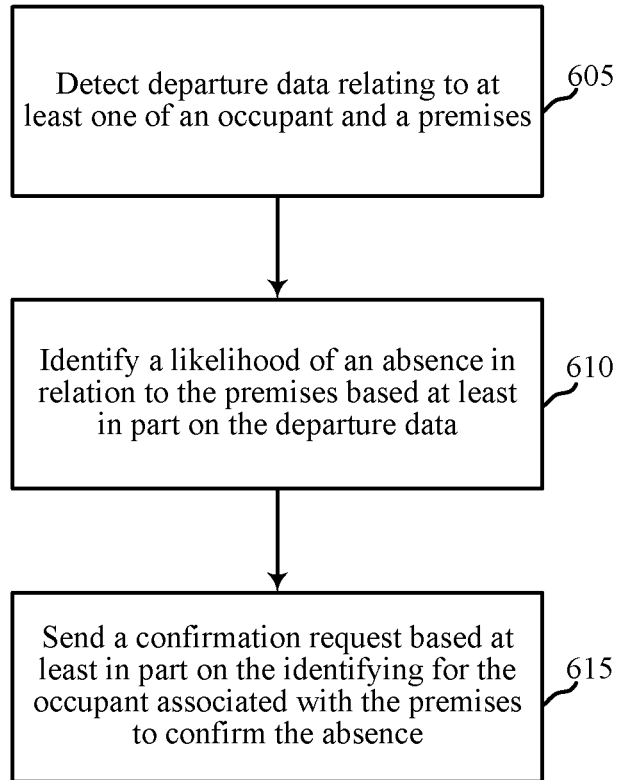 Detect departure data relating to at
least one of an occupant and a premises
605
Identify a likelihood of an absence in
relation to the premises based at least
in part on the departure data
610
Send a confirmation request based at
least in part on the identifying for the
occupant associated with the premises
to confirm the absence
615